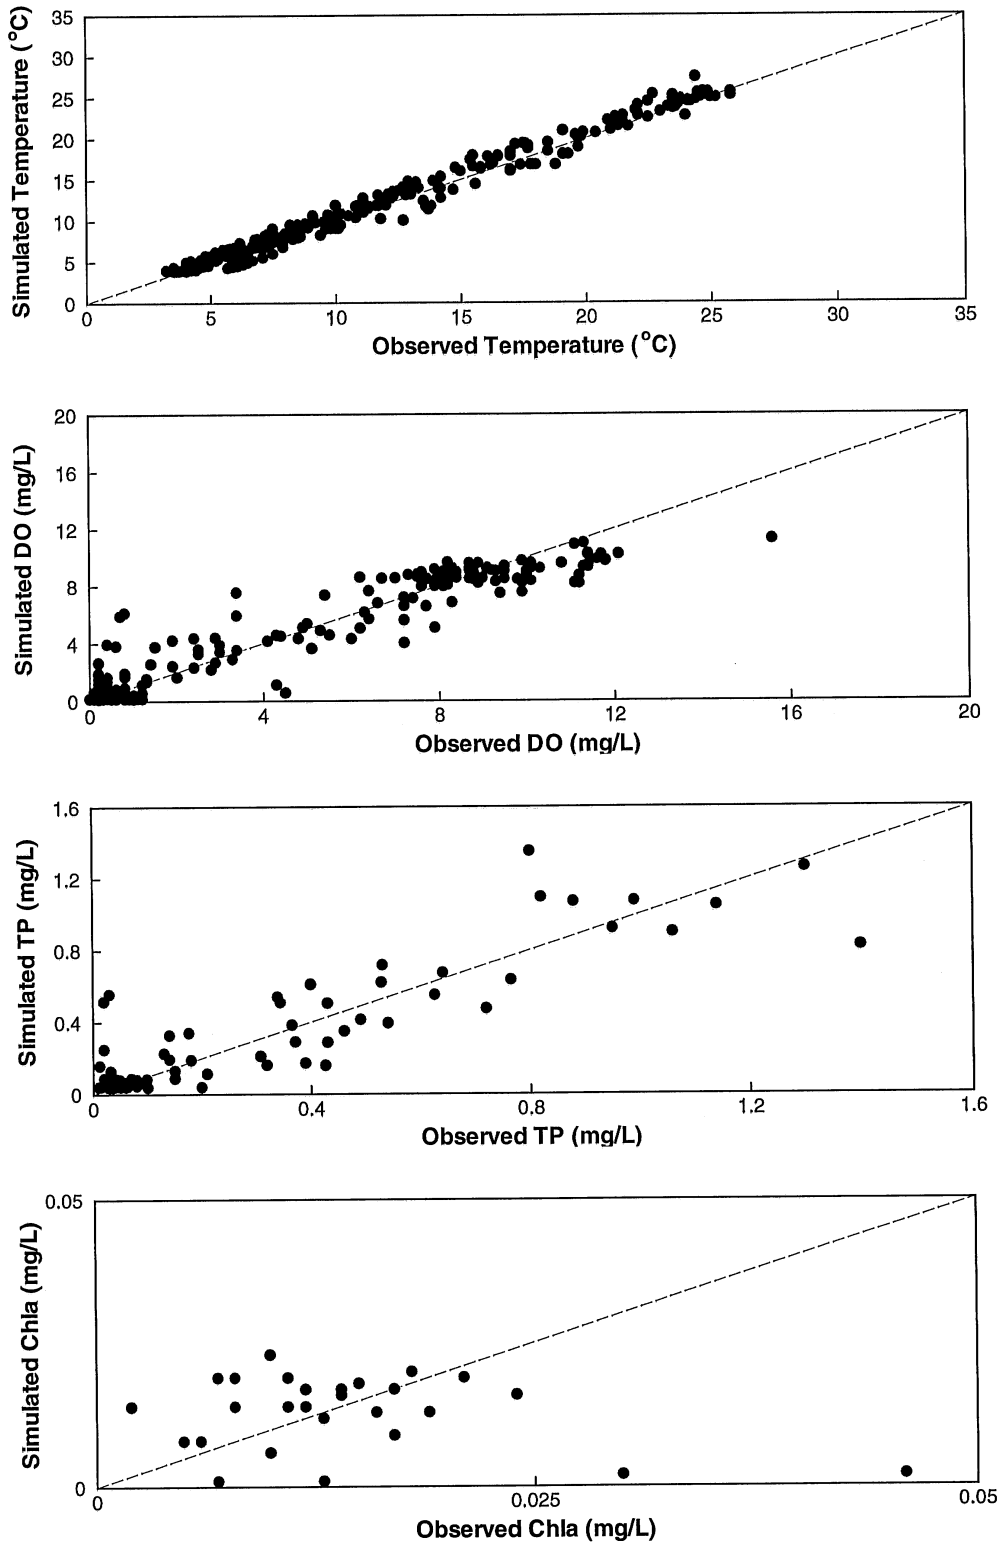 35
30
25
20
15
10
5
0
Simulated Temperature (°C)
0 5 10 15 20 25 30 35
Observed Temperature (°C)
20
16
12
8
4
0
Simulated DO (mg/L)
0 4 8 12 16 20
Observed DO (mg/L)
1.6
1.2
0.8
0.4
0
Simulated TP (mg/L)
0 0.4 0.8 1.2 1.6
Observed TP (mg/L)
0.05
0
Simulated Chla (mg/L)
0 0.025 0.05
Observed Chla (mg/L)